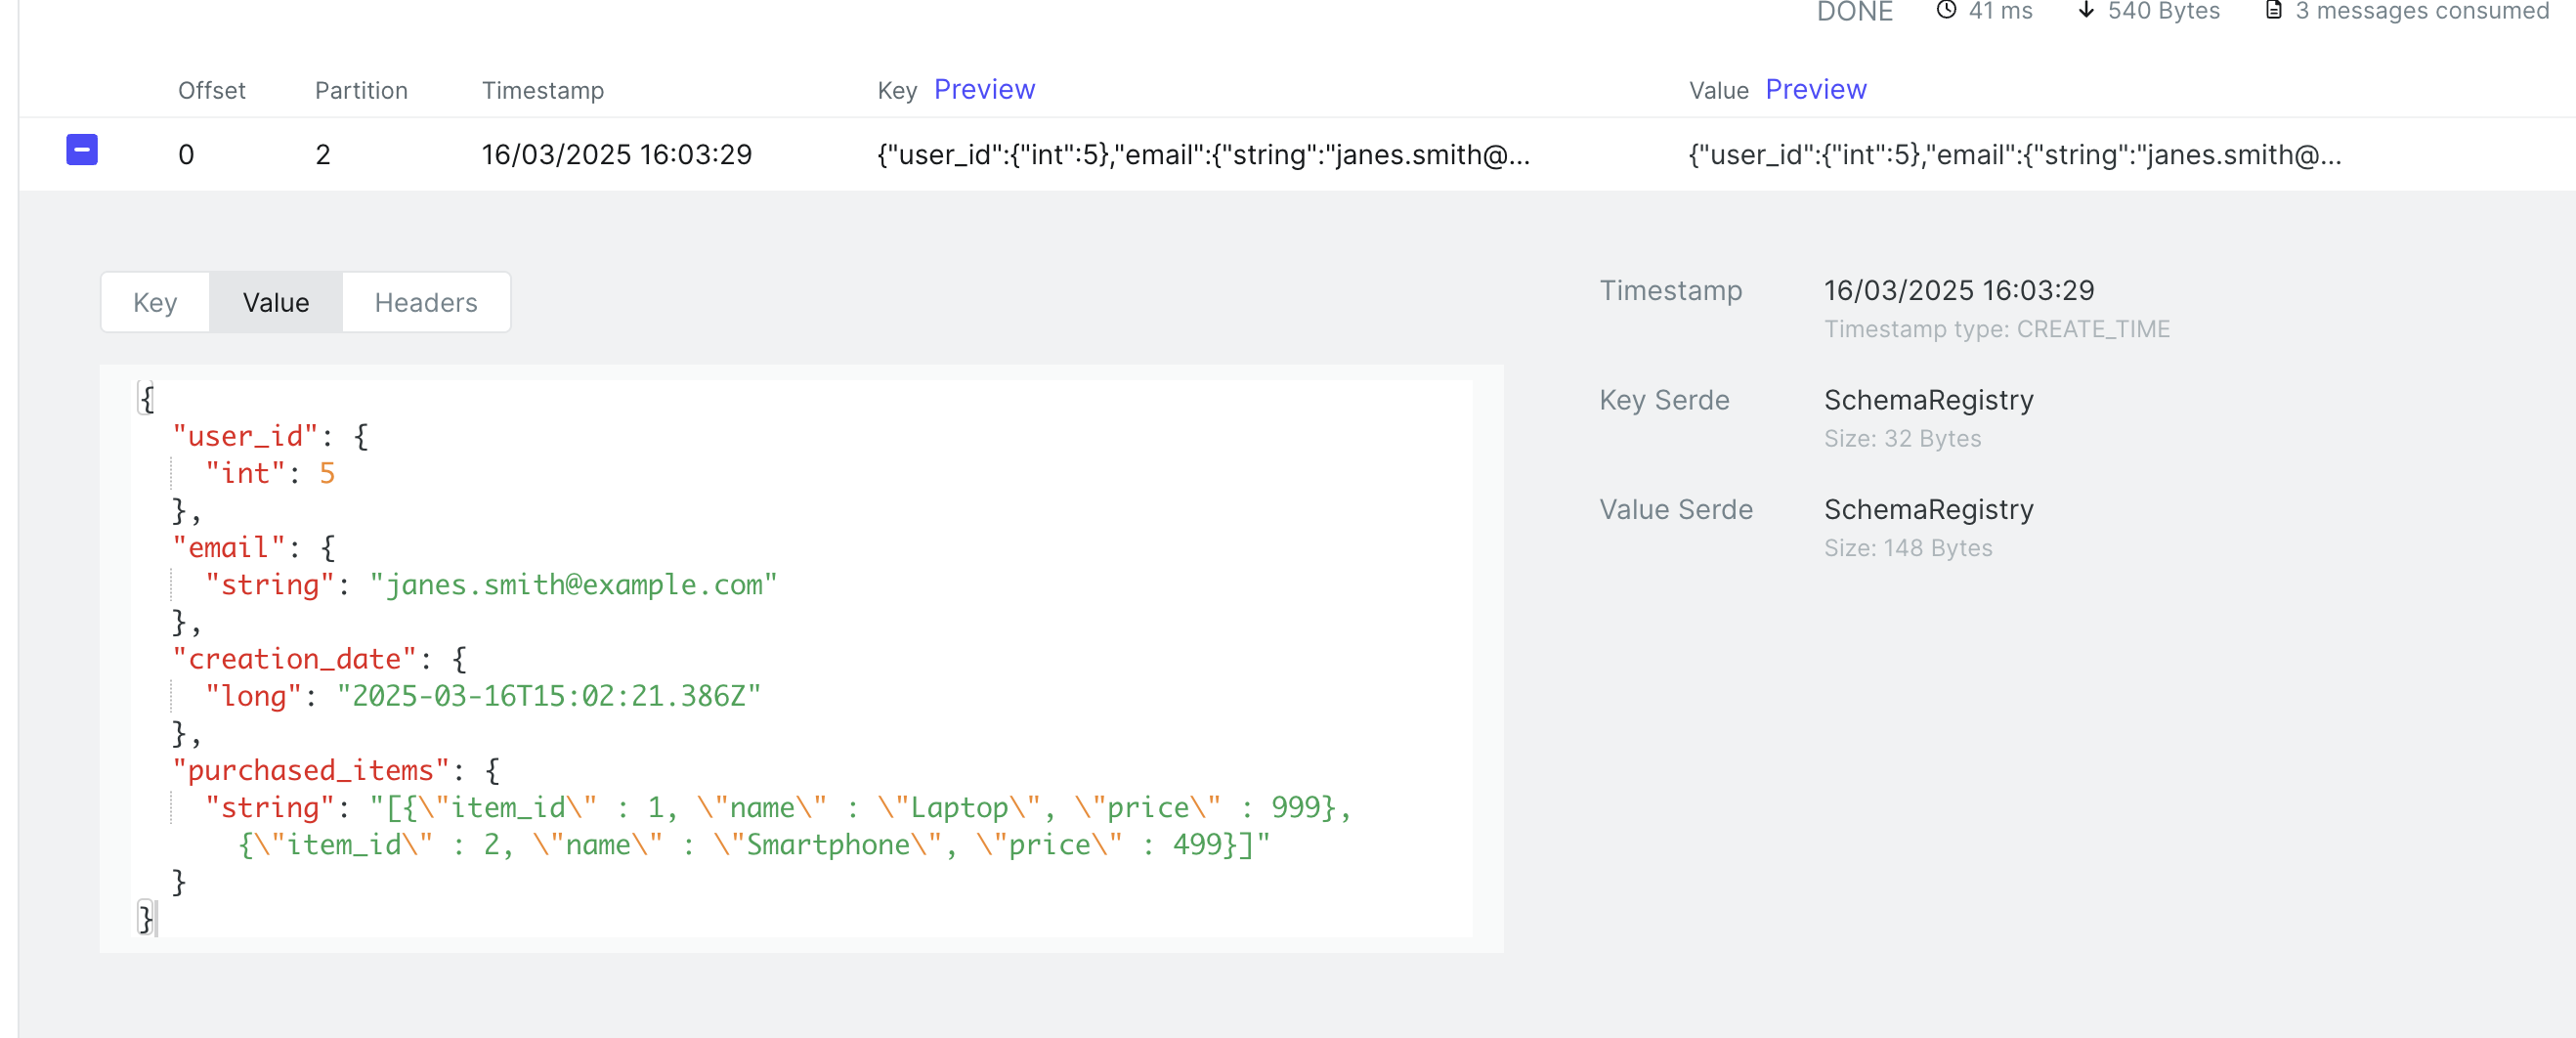 DONE 41 ms 540 Bytes 3 messages consumed
Offset Partition Timestamp Key Preview Value Preview
0 2 16/03/2025 16:03:29 {"user_id":{"int":5},"email":{"string":"janes.smith@... {"user_id":{"int":5},"email":{"string":"janes.smith@...
Key Value Headers
{
  "user_id": {
    "int": 5
  },
  "email": {
    "string": "janes.smith@example.com"
  },
  "creation_date": {
    "long": "2025-03-16T15:02:21.386Z"
  },
  "purchased_items": {
    "string": "[{\"item_id\" : 1, \"name\" : \"Laptop\", \"price\" : 999},
      {\"item_id\" : 2, \"name\" : \"Smartphone\", \"price\" : 499}]"
  }
}
Timestamp 16/03/2025 16:03:29
Timestamp type: CREATE_TIME
Key Serde SchemaRegistry
Size: 32 Bytes
Value Serde SchemaRegistry
Size: 148 Bytes